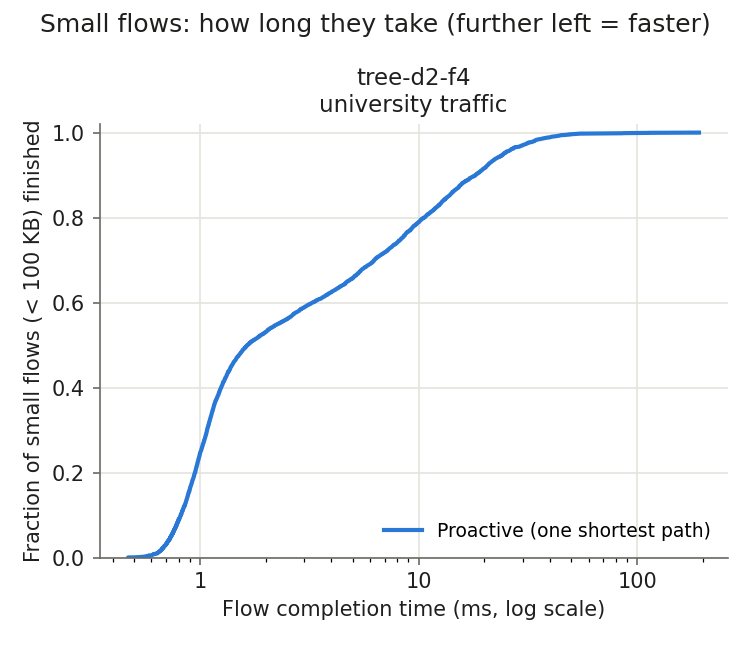 Small flows: how long they take (further left = faster)
tree-d2-f4
university traffic
Fraction of small flows (< 100 KB) finished
1.0
0.8
0.6
0.4
0.2
0.0
Proactive (one shortest path)
1
10
100
Flow completion time (ms, log scale)